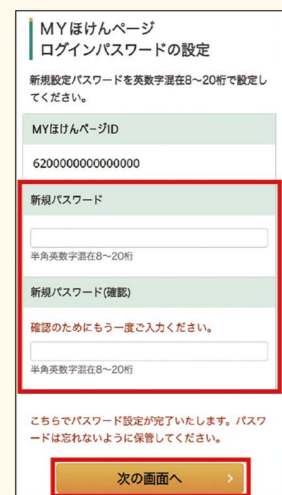 MYほけんページ
ログインパスワードの設定
新規設定パスワードを英数字混在8〜20桁で設定し
てください。
MYほけんページID
6200000000000000
新規パスワード
半角英数字混在8〜20桁
新規パスワード(確認)
確認のためにもう一度ご入力ください。
半角英数字混在8〜20桁
こちらでパスワード設定が完了いたします。パスワ
ードは忘れないように保管してください。
次の画面へ